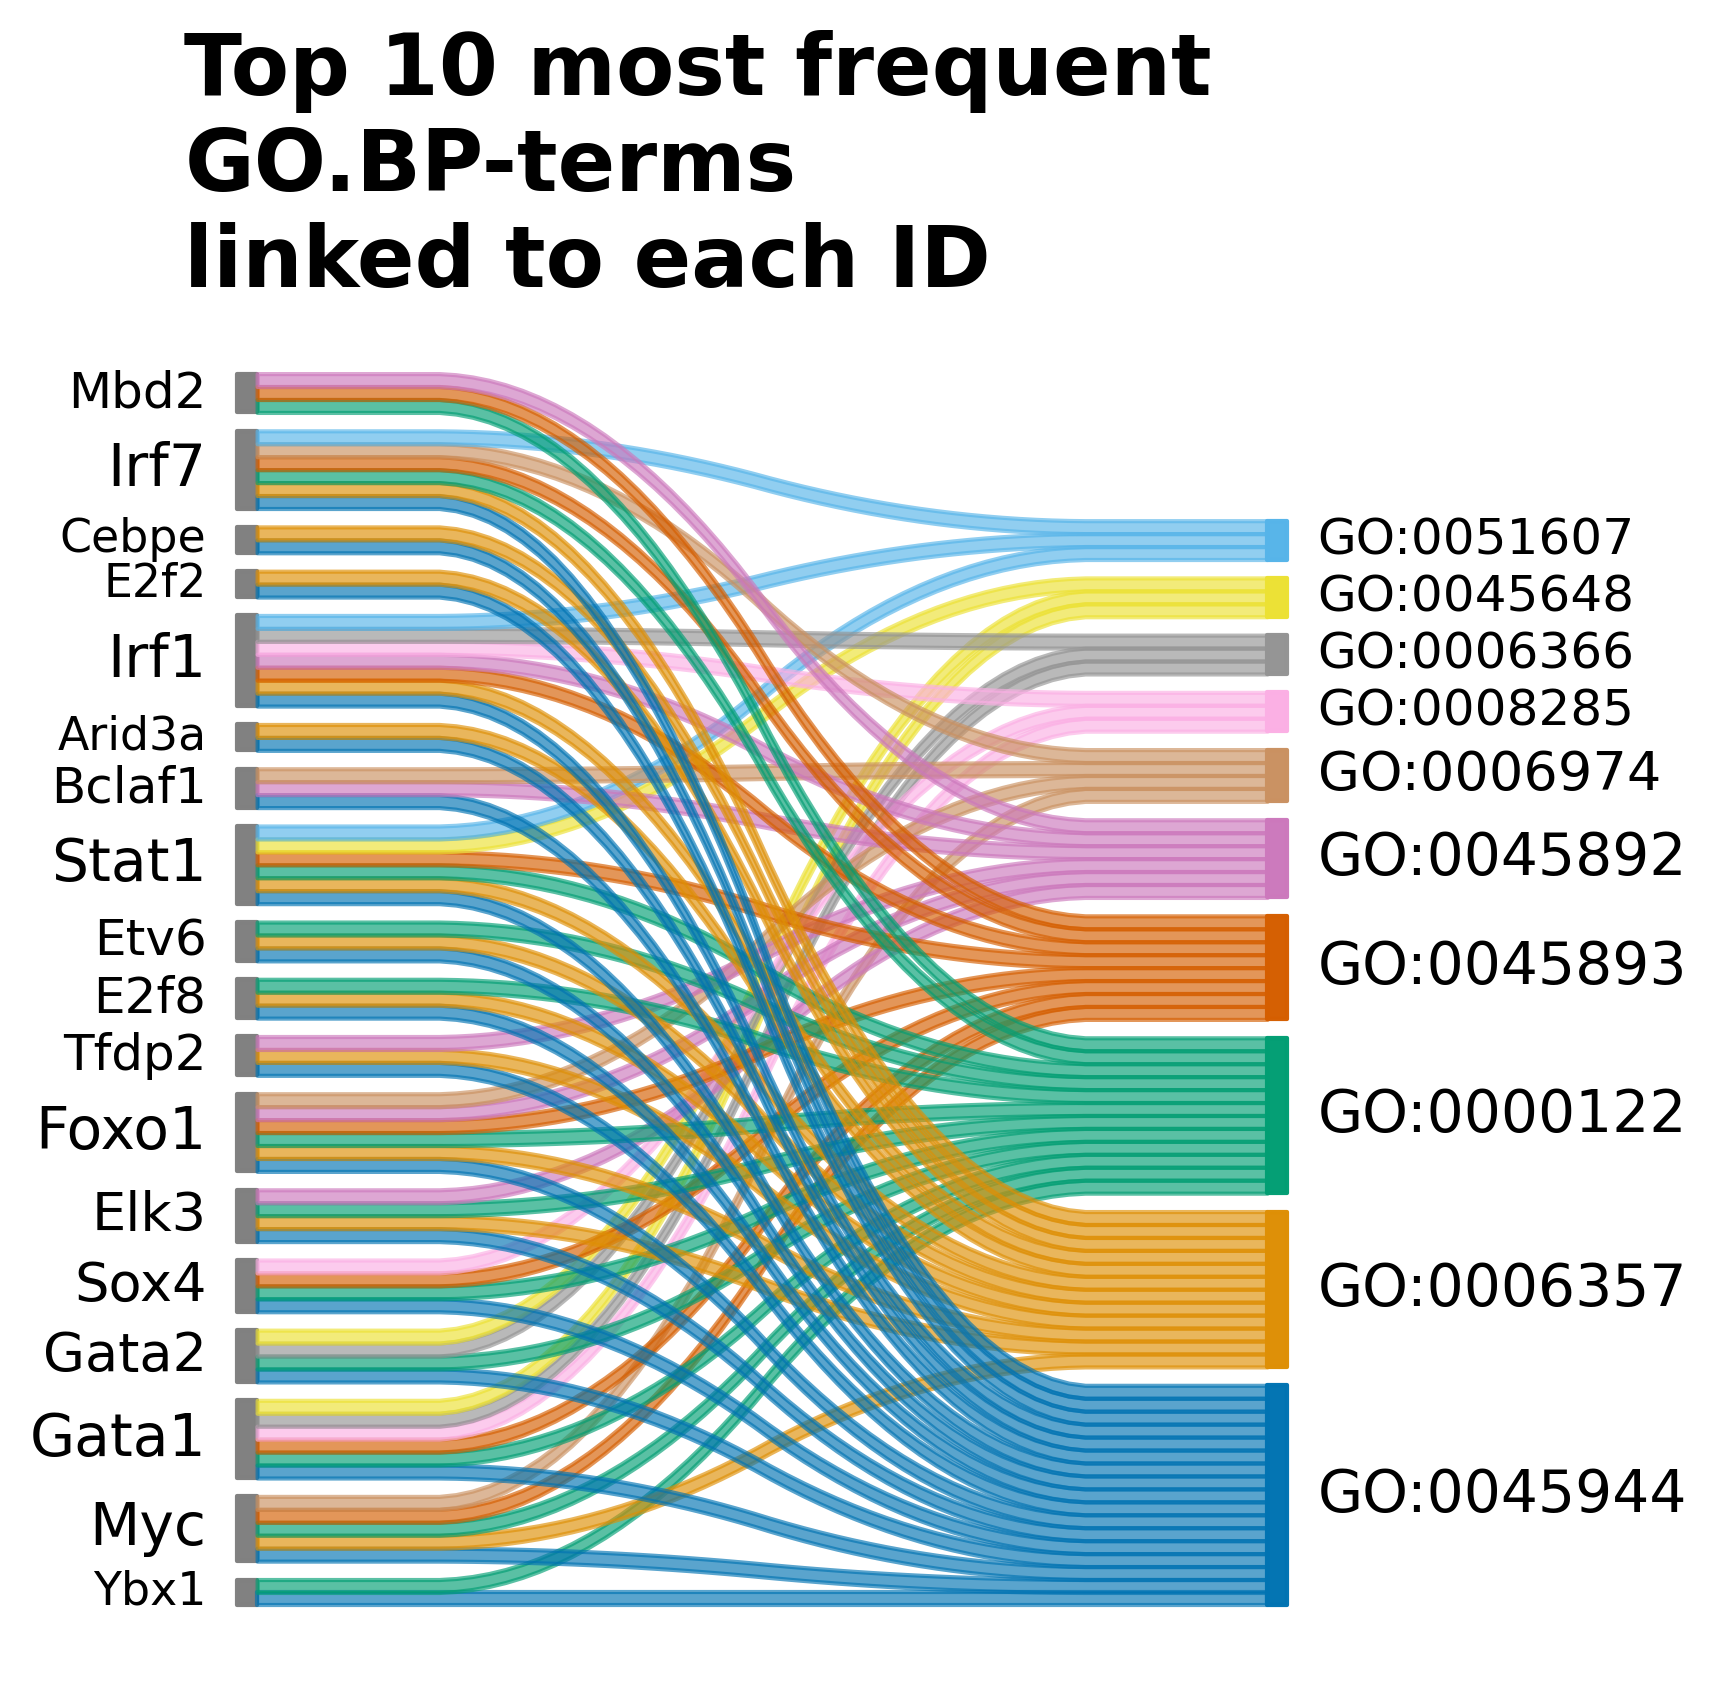 Top 10 most frequent
GO.BP-terms
linked to each ID
Mbd2
Irf7
Cebpe
E2f2
Irf1
Arid3a
Bclaf1
Stat1
Etv6
E2f8
Tfdp2
Foxo1
Elk3
Sox4
Gata2
Gata1
Myc
Ybx1
GO:0051607
GO:0045648
GO:0006366
GO:0008285
GO:0006974
GO:0045892
GO:0045893
GO:0000122
GO:0006357
GO:0045944